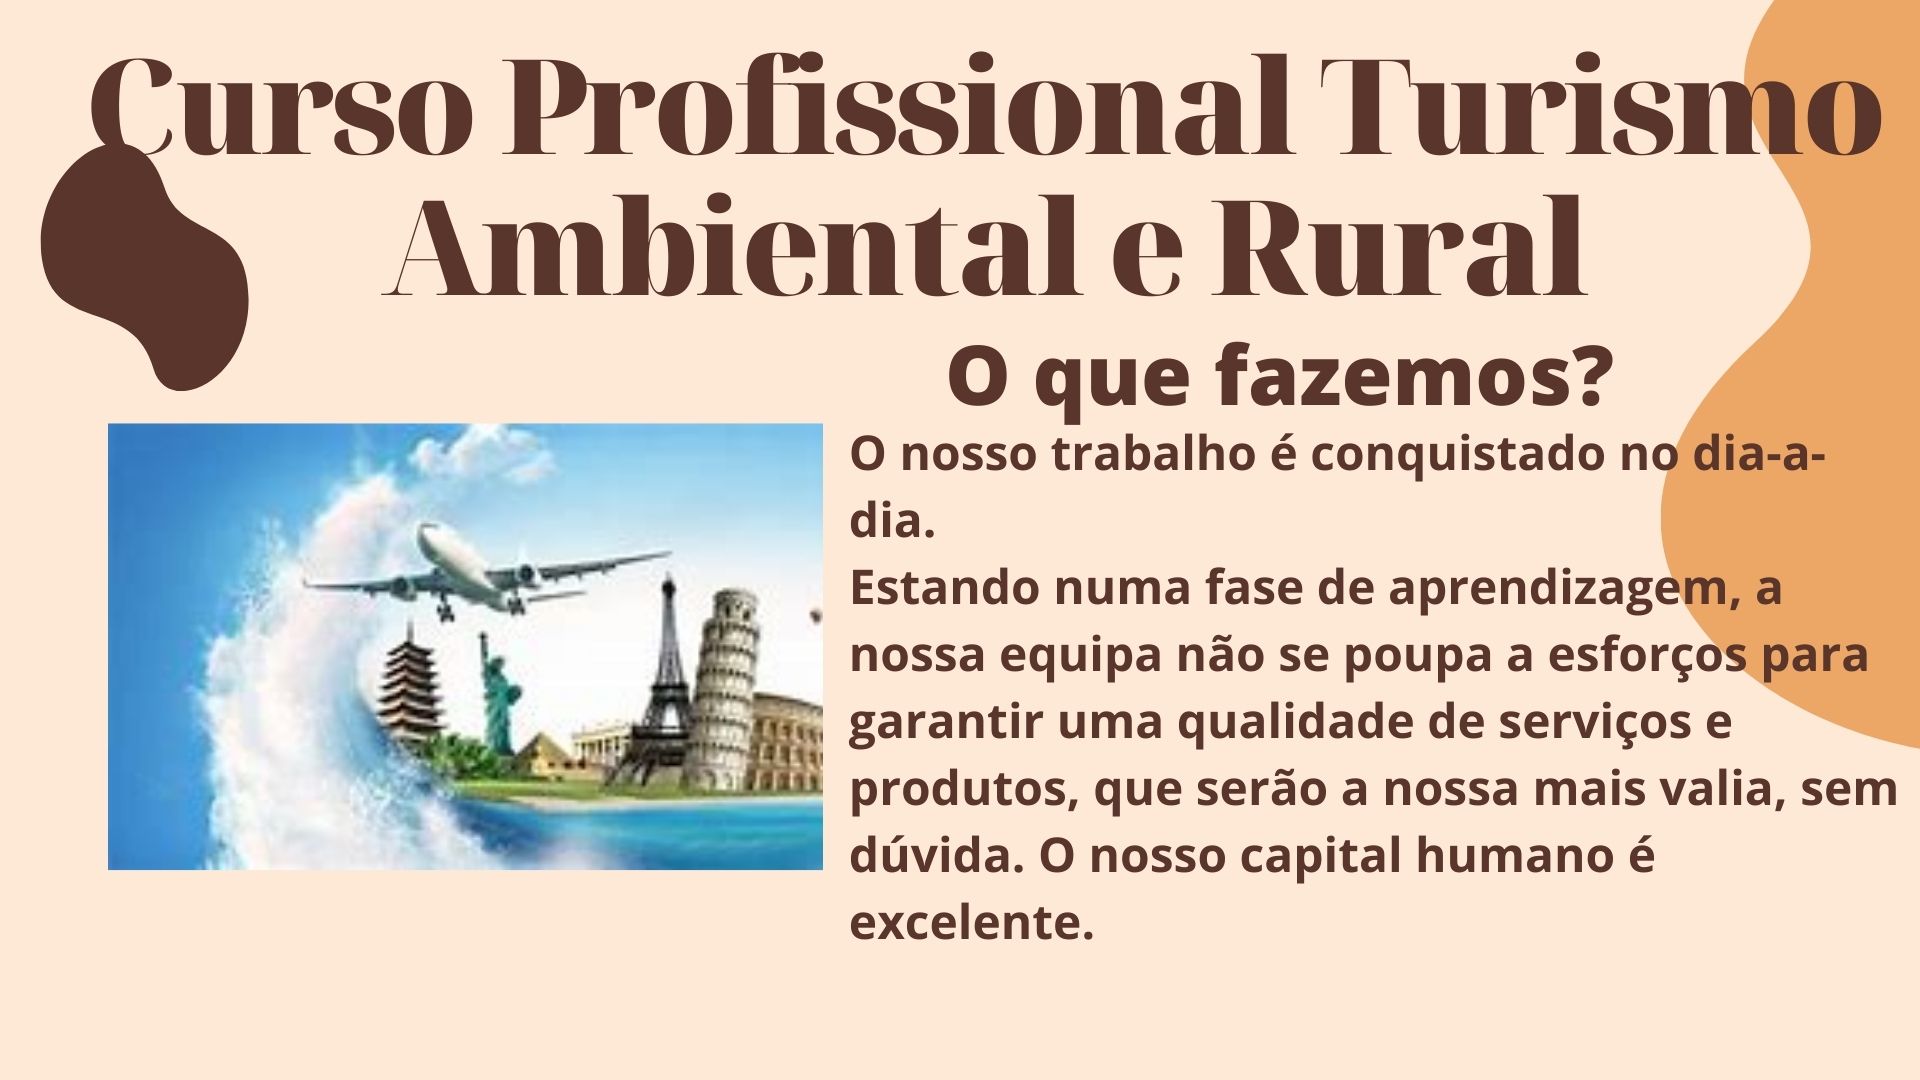 Curso Profissional Turismo
Ambiental e Rural
O que fazemos?
O nosso trabalho é conquistado no dia-a-
dia.
Estando numa fase de aprendizagem, a
nossa equipa não se poupa a esforços para
garantir uma qualidade de serviços e
produtos, que serão a nossa mais valia, sem
dúvida. O nosso capital humano é
excelente.